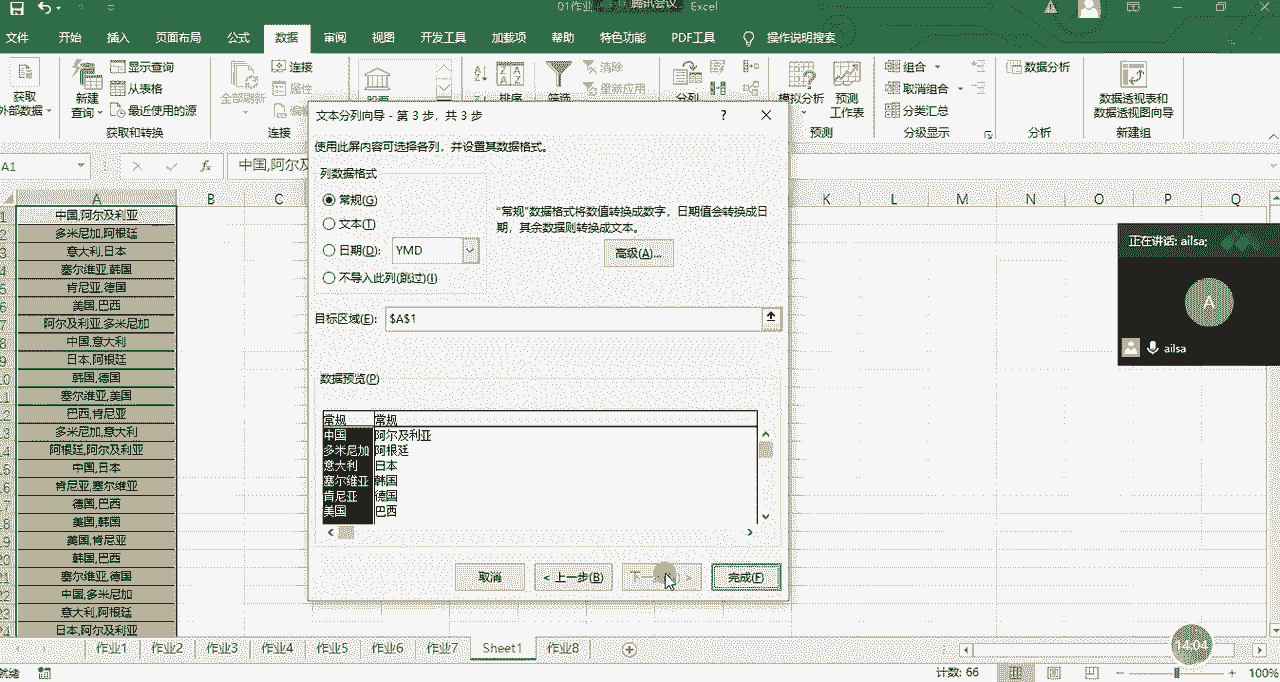 01作业 腾讯会议 Excel
文件 开始 插入 页面布局 公式 数据 审阅 视图 开发工具 加载项 帮助 特色功能 PDF工具 操作说明搜索
获取
外部数据
新建
查询
显示查询
从表格
最近使用的源
获取和转换
全部刷新
连接
属性
连接
排序
筛选
清除
重新应用
分列
模拟分析
预测
工作表
预测
组合
取消组合
分类汇总
分级显示
数据分析
分析
数据透视表和
数据透视图向导
新建组
A1
fx
中国,阿尔及
A B C K L M N O P Q
1 中国,阿尔及利亚
2 多米尼加,阿根廷
3 意大利,日本
4 塞尔维亚,韩国
5 肯尼亚,德国
6 美国,巴西
7 阿尔及利亚,多米尼加
8 中国,意大利
9 日本,阿根廷
10 韩国,德国
11 塞尔维亚,美国
12 巴西,肯尼亚
13 多米尼加,意大利
14 阿根廷,阿尔及利亚
15 中国,日本
16 肯尼亚,塞尔维亚
17 德国,巴西
18 美国,韩国
19 美国,肯尼亚
20 韩国,巴西
21 塞尔维亚,德国
22 中国,多米尼加
23 意大利,阿根廷
24 日本,阿尔及利亚
文本分列向导 - 第 3 步，共 3 步
? ×
使用此屏内容可选择各列，并设置其数据格式。
列数据格式
常规(G)
文本(T)
日期(D): YMD
不导入此列(跳过)(I)
“常规”数据格式将数值转换成数字，日期值会转换成日
期，其余数据则转换成文本。
高级(A)...
目标区域(E): $A$1
数据预览(P)
常规 常规
中国 阿尔及利亚
多米尼加 阿根廷
意大利 日本
塞尔维亚 韩国
肯尼亚 德国
美国 巴西
取消 < 上一步(B) 下一 > 完成(F)
正在讲话: ailsa;
A
ailsa
作业1 作业2 作业3 作业4 作业5 作业6 作业7 Sheet1 作业8
14:04
就绪
计数: 66
100%